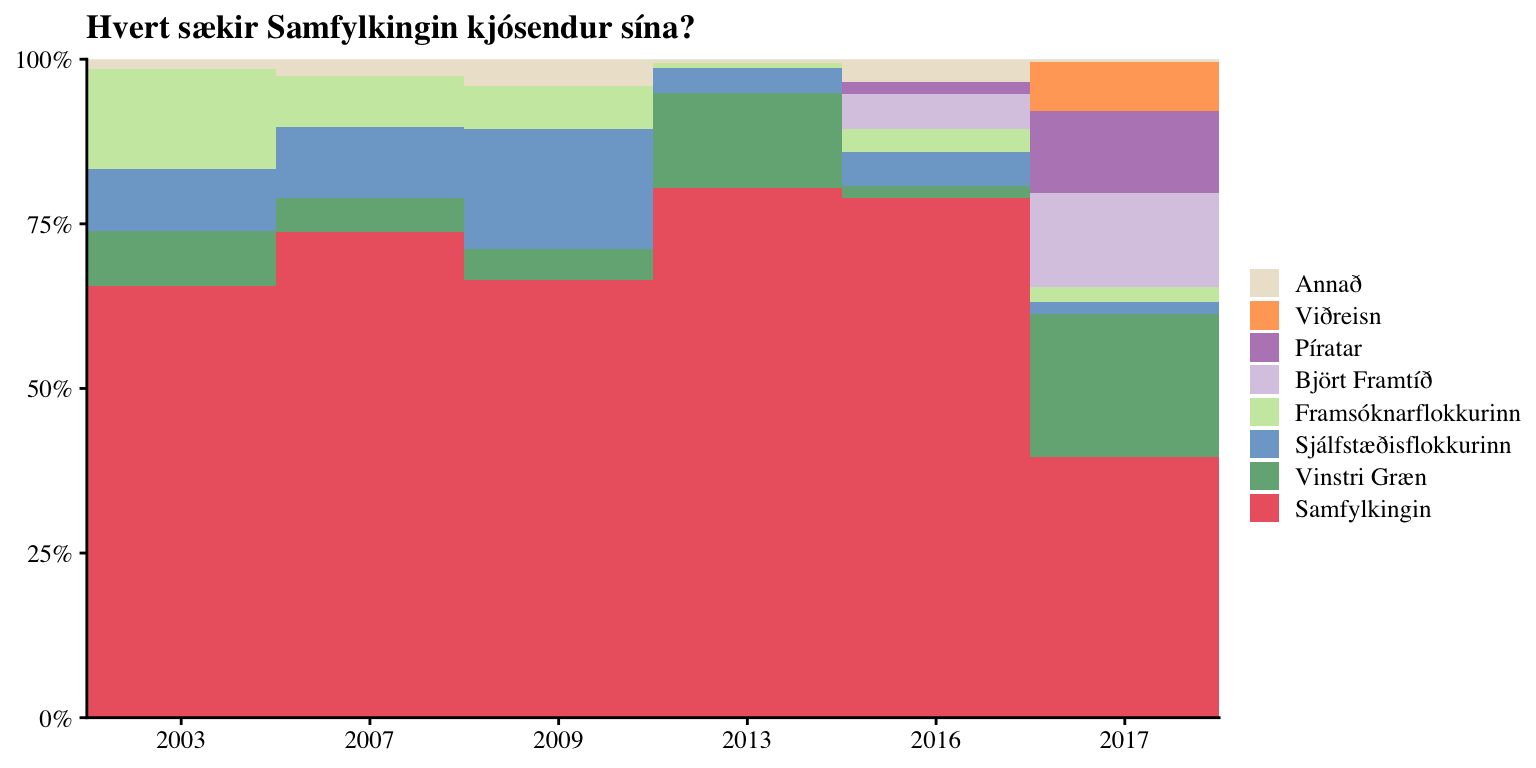 Hvert sækir Samfylkingin kjósendur sína?
100%
75%
50%
25%
0%
2003 2007 2009 2013 2016 2017
Annað
Viðreisn
Píratar
Björt Framtíð
Framsóknarflokkurinn
Sjálfstæðisflokkurinn
Vinstri Græn
Samfylkingin